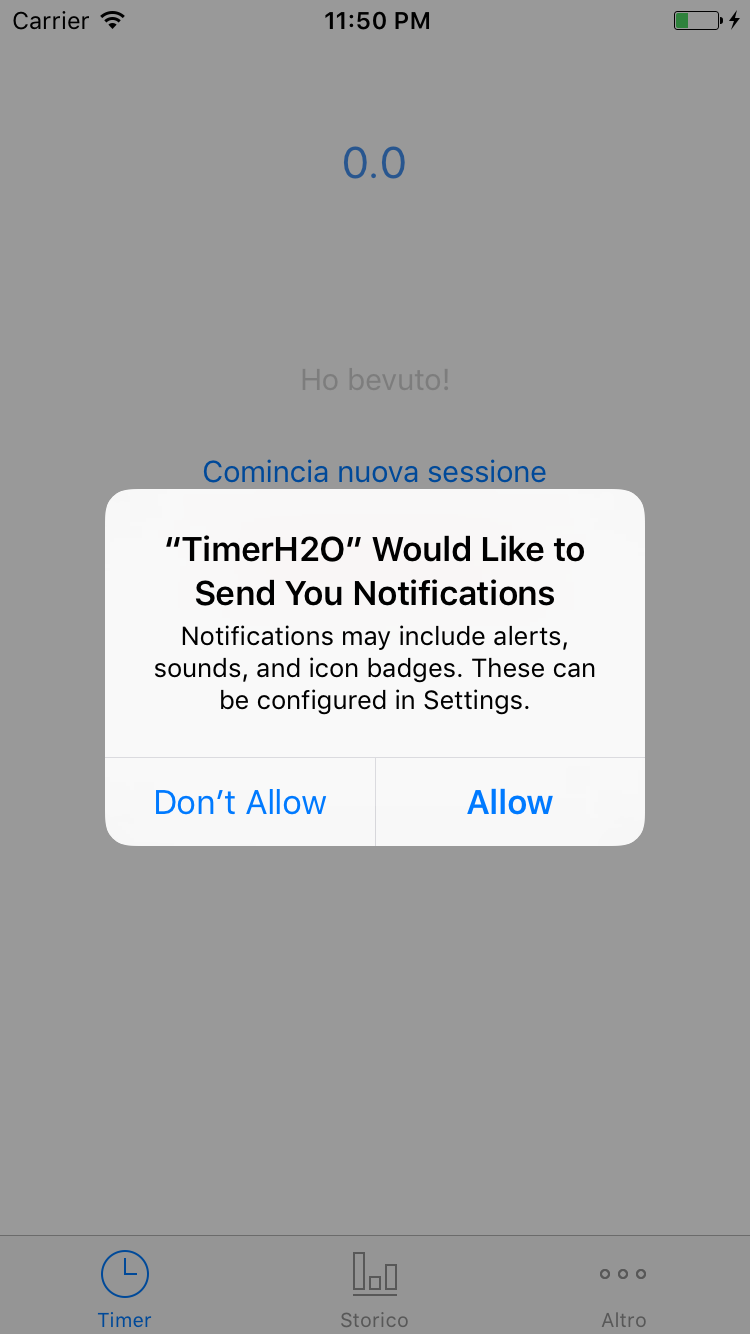 Carrier 11:50 PM
0.0
Ho bevuto!
Comincia nuova sessione
“TimerH2O” Would Like to
Send You Notifications
Notifications may include alerts,
sounds, and icon badges. These can
be configured in Settings.
Don’t Allow Allow
Timer Storico Altro